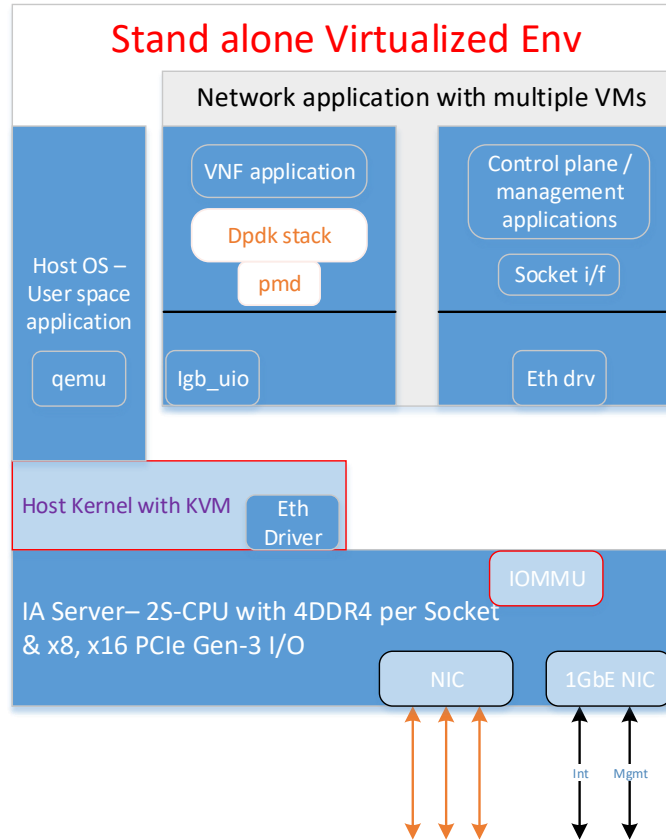 Stand alone Virtualized Env
Network application with multiple VMs
VNF application
Dpdk stack
pmd
Igb_uio
Control plane /
management
applications
Socket i/f
Eth drv
Host OS –
User space
application
qemu
Host Kernel with KVM
Eth
Driver
IOMMU
IA Server– 2S-CPU with 4DDR4 per Socket
& x8, x16 PCIe Gen-3 I/O
NIC
1GbE NIC
Int
Mgmt